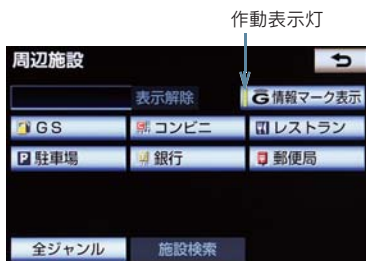 作動表示灯
周辺施設
表示解除 G情報マーク表示
GS コンビニ レストラン
P 駐車場 銀行 郵便局
全ジャンル 施設検索